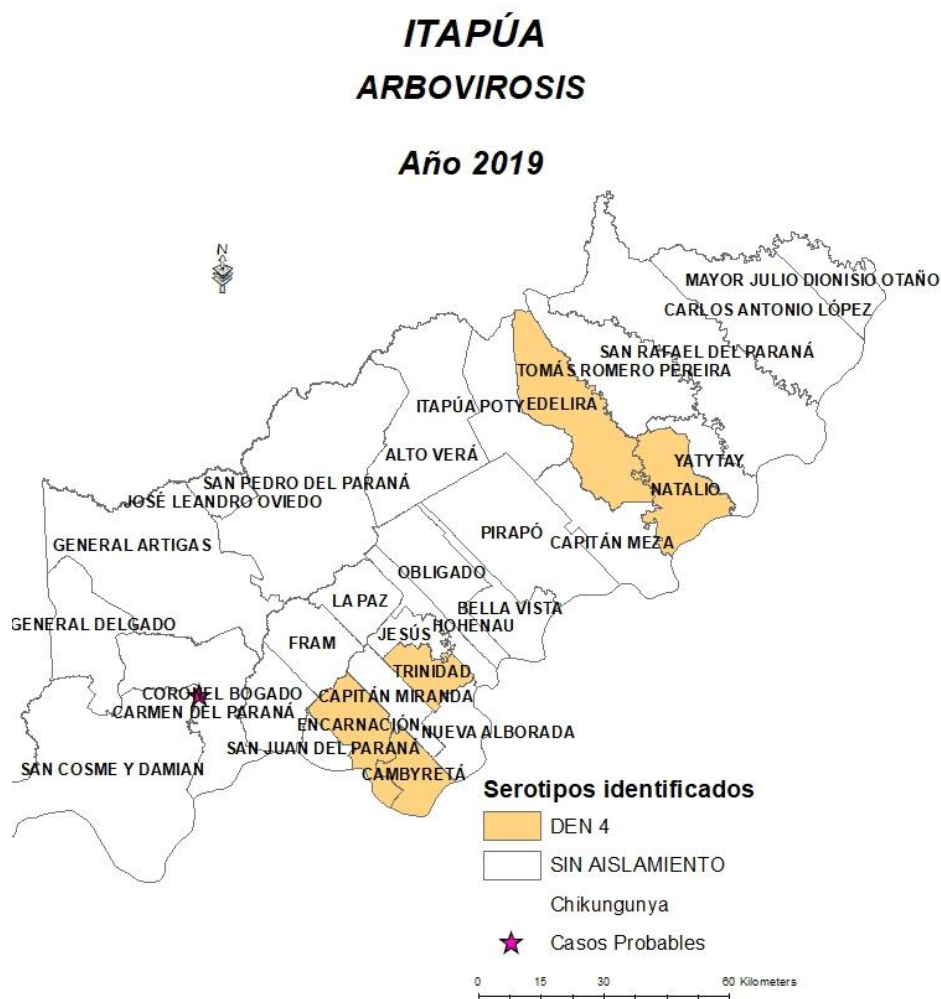 ITAPÚA
ARBOVIROSIS
Año 2019
N
MAYOR JULIO DIONISIO OTAÑO
CARLOS ANTONIO LÓPEZ
SAN RAFAEL DEL PARANÁ
TOMÁS ROMERO PEREIRA
ITAPÚA POTY
EDELIRA
ALTO VERÁ
YATYTAY
SAN PEDRO DEL PARANÁ
NATALIO
JOSÉ LEANDRO OVIEDO
PIRAPÓ
CAPITÁN MEZA
GENERAL ARTIGAS
OBLIGADO
LA PAZ
BELLA VISTA
GENERAL DELGADO
HOHENAU
JESÚS
FRAM
TRINIDAD
CORONEL BOGADO
CAPITÁN MIRANDA
CARMEN DEL PARANÁ
ENCARNACIÓN
NUEVA ALBORADA
SAN JUAN DEL PARANÁ
SAN COSME Y DAMIAN
CAMBYRETÁ
Serotipos identificados
DEN 4
SIN AISLAMIENTO
Chikungunya
Casos Probables
0 15 30 60 Kilometers